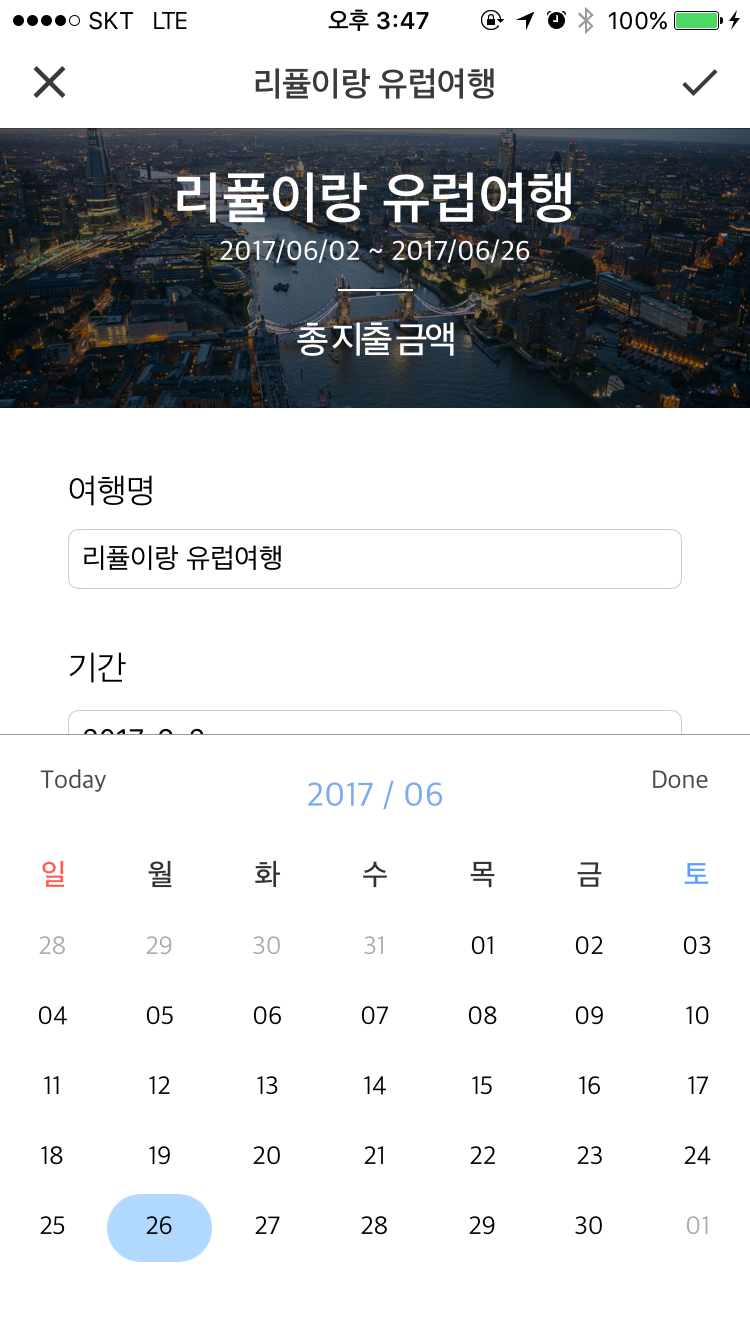 SKT LTE 오후 3:47 100%
리퓰이랑 유럽여행
리퓰이랑 유럽여행
2017/06/02 ~ 2017/06/26
총지출금액
여행명
리퓰이랑 유럽여행
기간
Today 2017 / 06 Done
일 월 화 수 목 금 토
28 29 30 31 01 02 03
04 05 06 07 08 09 10
11 12 13 14 15 16 17
18 19 20 21 22 23 24
25 26 27 28 29 30 01